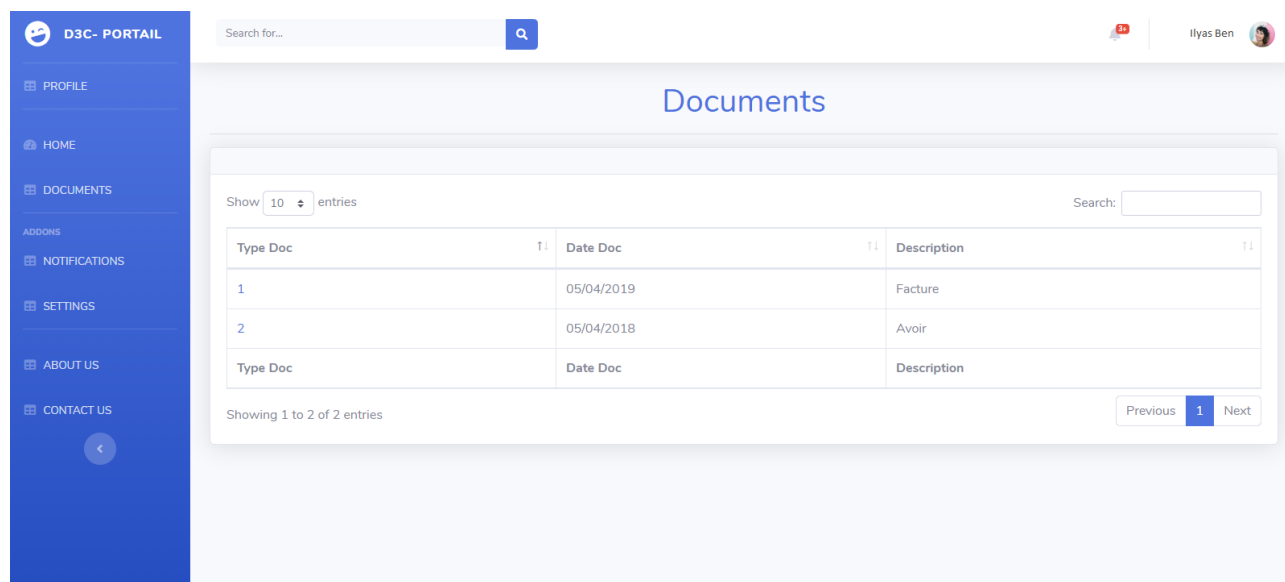 D3C- PORTAIL
PROFILE
HOME
DOCUMENTS
ADDONS
NOTIFICATIONS
SETTINGS
ABOUT US
CONTACT US
Search for...
3+
Ilyas Ben
Documents
Show 10 entries
Search:
Type Doc Date Doc Description
1 05/04/2019 Facture
2 05/04/2018 Avoir
Type Doc Date Doc Description
Showing 1 to 2 of 2 entries
Previous 1 Next